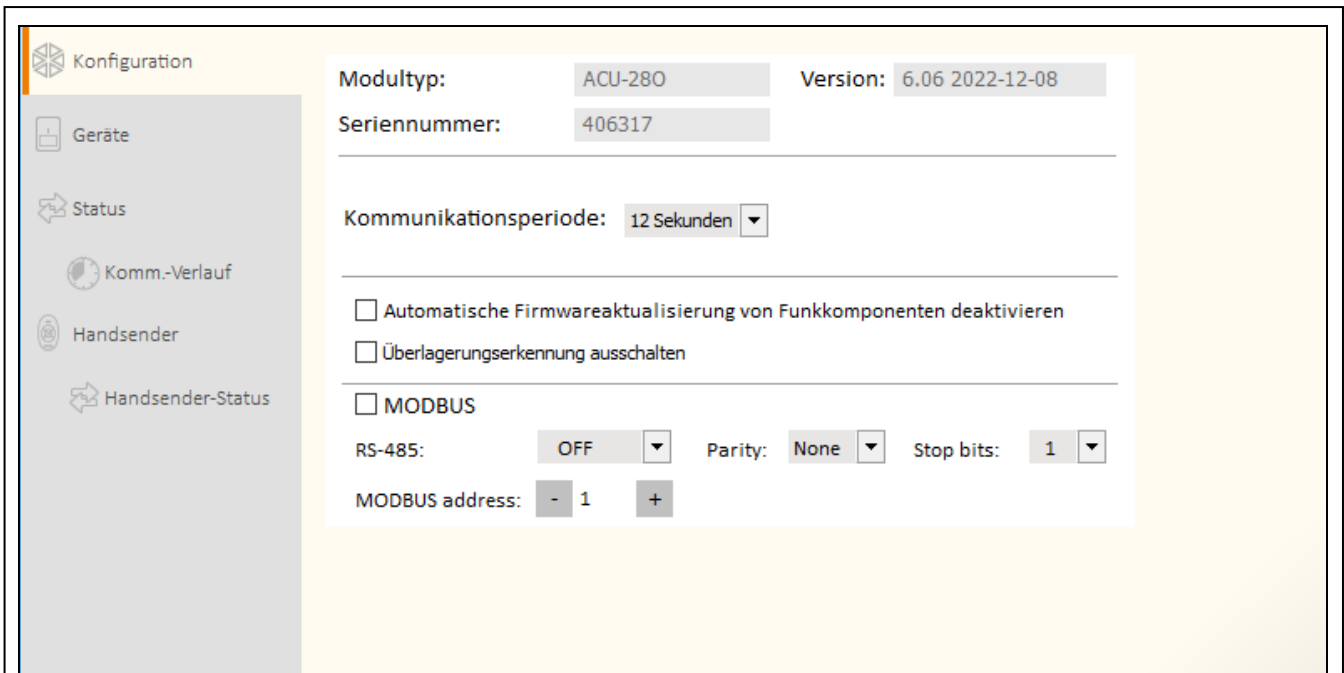 Konfiguration
Geräte
Status
Komm.-Verlauf
Handsender
Handsender-Status
Modultyp: ACU-28O Version: 6.06 2022-12-08
Seriennummer: 406317
Kommunikationsperiode: 12 Sekunden
Automatische Firmwareaktualisierung von Funkkomponenten deaktivieren
Überlagerungserkennung ausschalten
MODBUS
RS-485: OFF Parity: None Stop bits: 1
MODBUS address: - 1 +